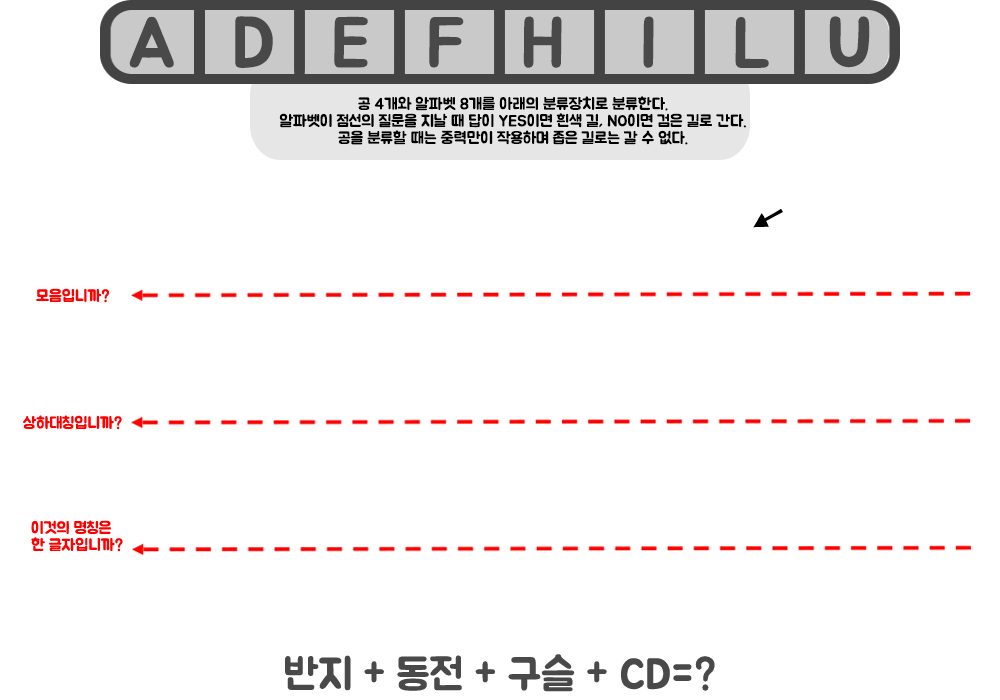 A D E F H I L U
공 4개와 알파벳 8개를 아래의 분류장치로 분류한다.
알파벳이 점선의 질문을 지날 때 답이 YES이면 흰색 길, NO이면 검은 길로 간다.
공을 분류할 때는 중력만이 작용하며 좁은 길로는 갈 수 없다.
모음입니까?
상하대칭입니까?
이것의 명칭은
한 글자입니까?
반지 + 동전 + 구슬 + CD=?